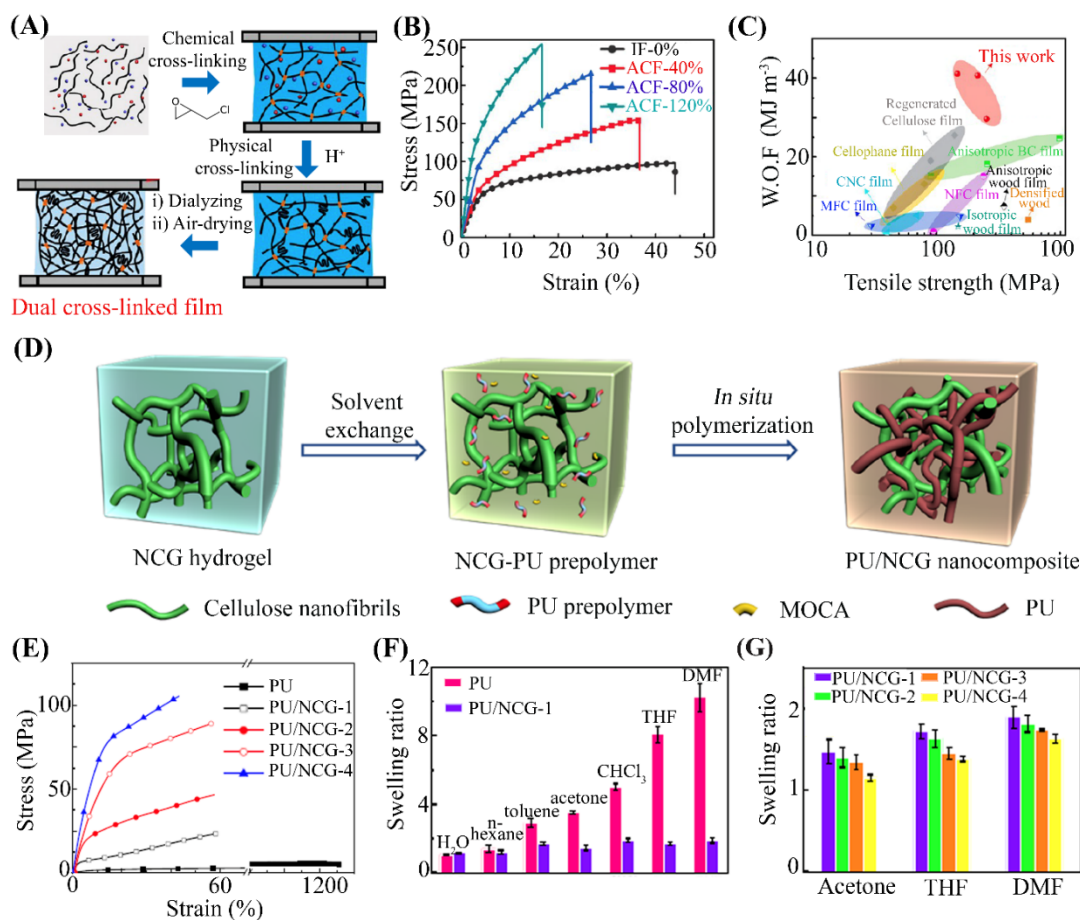 (A)
Chemical
cross-linking
O
Cl
Physical
cross-linking
H⁺
i) Dialyzing
ii) Air-drying
Dual cross-linked film
(B)
Stress (MPa)
250
200
150
100
50
0
IF-0%
ACF-40%
ACF-80%
ACF-120%
0 10 20 30 40 50
Strain (%)
(C)
W.O.F (MJ m⁻³)
40
20
0
This work
Regenerated
Cellulose film
Cellophane film
Anisotropic BC film
CNC film
Anisotropic
wood film
MFC film
NFC film
Densified
wood
Isotropic
wood film
10 100 1000
Tensile strength (MPa)
(D)
Solvent
exchange
In situ
polymerization
NCG hydrogel
NCG-PU prepolymer
PU/NCG nanocomposite
Cellulose nanofibrils
PU prepolymer
MOCA
PU
(E)
Stress (MPa)
100
50
0
PU
PU/NCG-1
PU/NCG-2
PU/NCG-3
PU/NCG-4
0 60 1200
Strain (%)
(F)
Swelling ratio
12
8
4
0
PU
PU/NCG-1
H₂O
n-
hexane
toluene
acetone
CHCl₃
THF
DMF
(G)
Swelling ratio
2
1
0
PU/NCG-1 PU/NCG-3
PU/NCG-2 PU/NCG-4
Acetone THF DMF